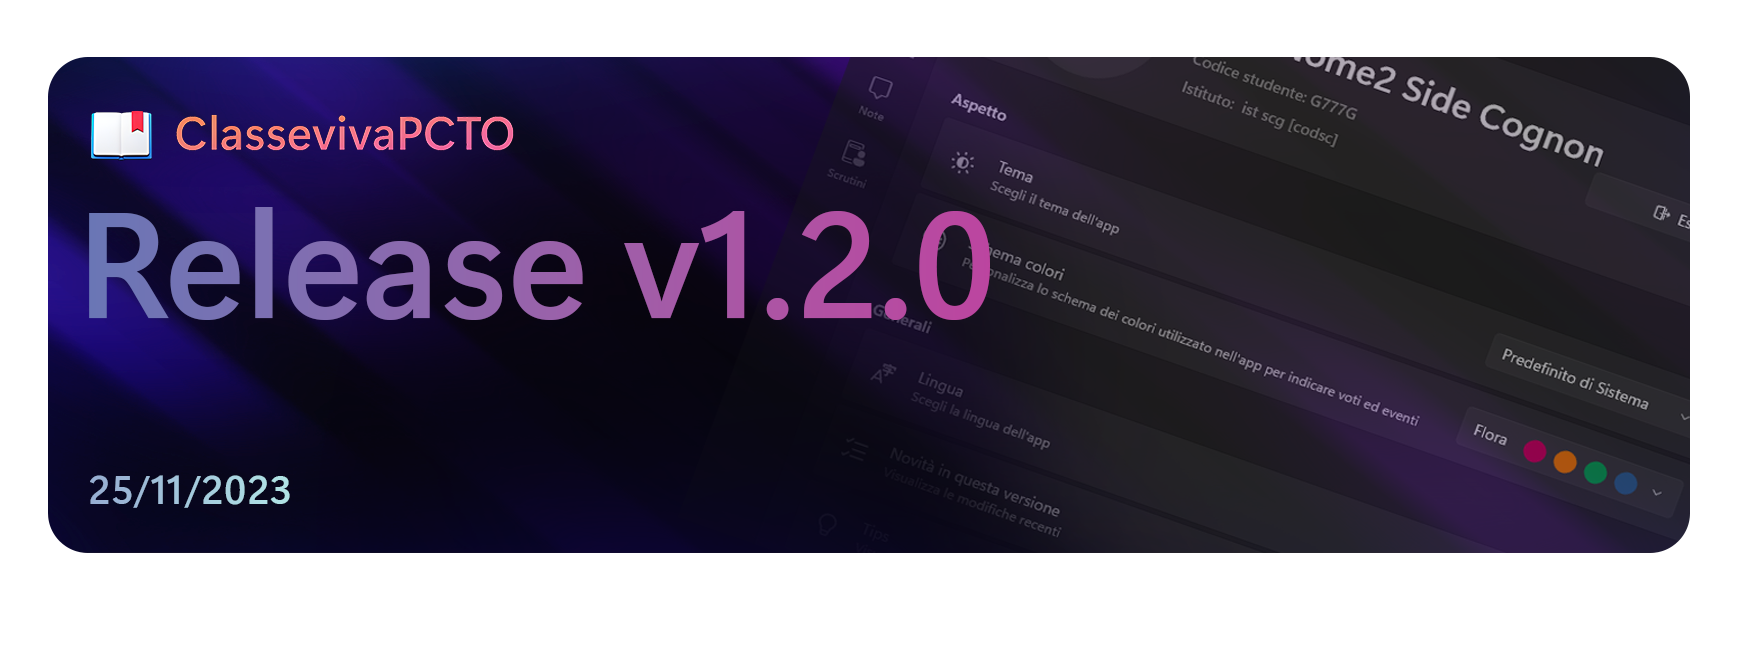 ClassevivaPCTO
Release v1.2.0
25/11/2023
Note
Scrutini
ome2 Side Cognon
Codice studente: G777G
Istituto: ist scg [codsc]
Es
Aspetto
Tema
Scegli il tema dell'app
Predefinito di Sistema
Schema colori
Personalizza lo schema dei colori utilizzato nell'app per indicare voti ed eventi
Flora
Generali
Lingua
Scegli la lingua dell'app
Novità in questa versione
Visualizza le modifiche recenti
Tips